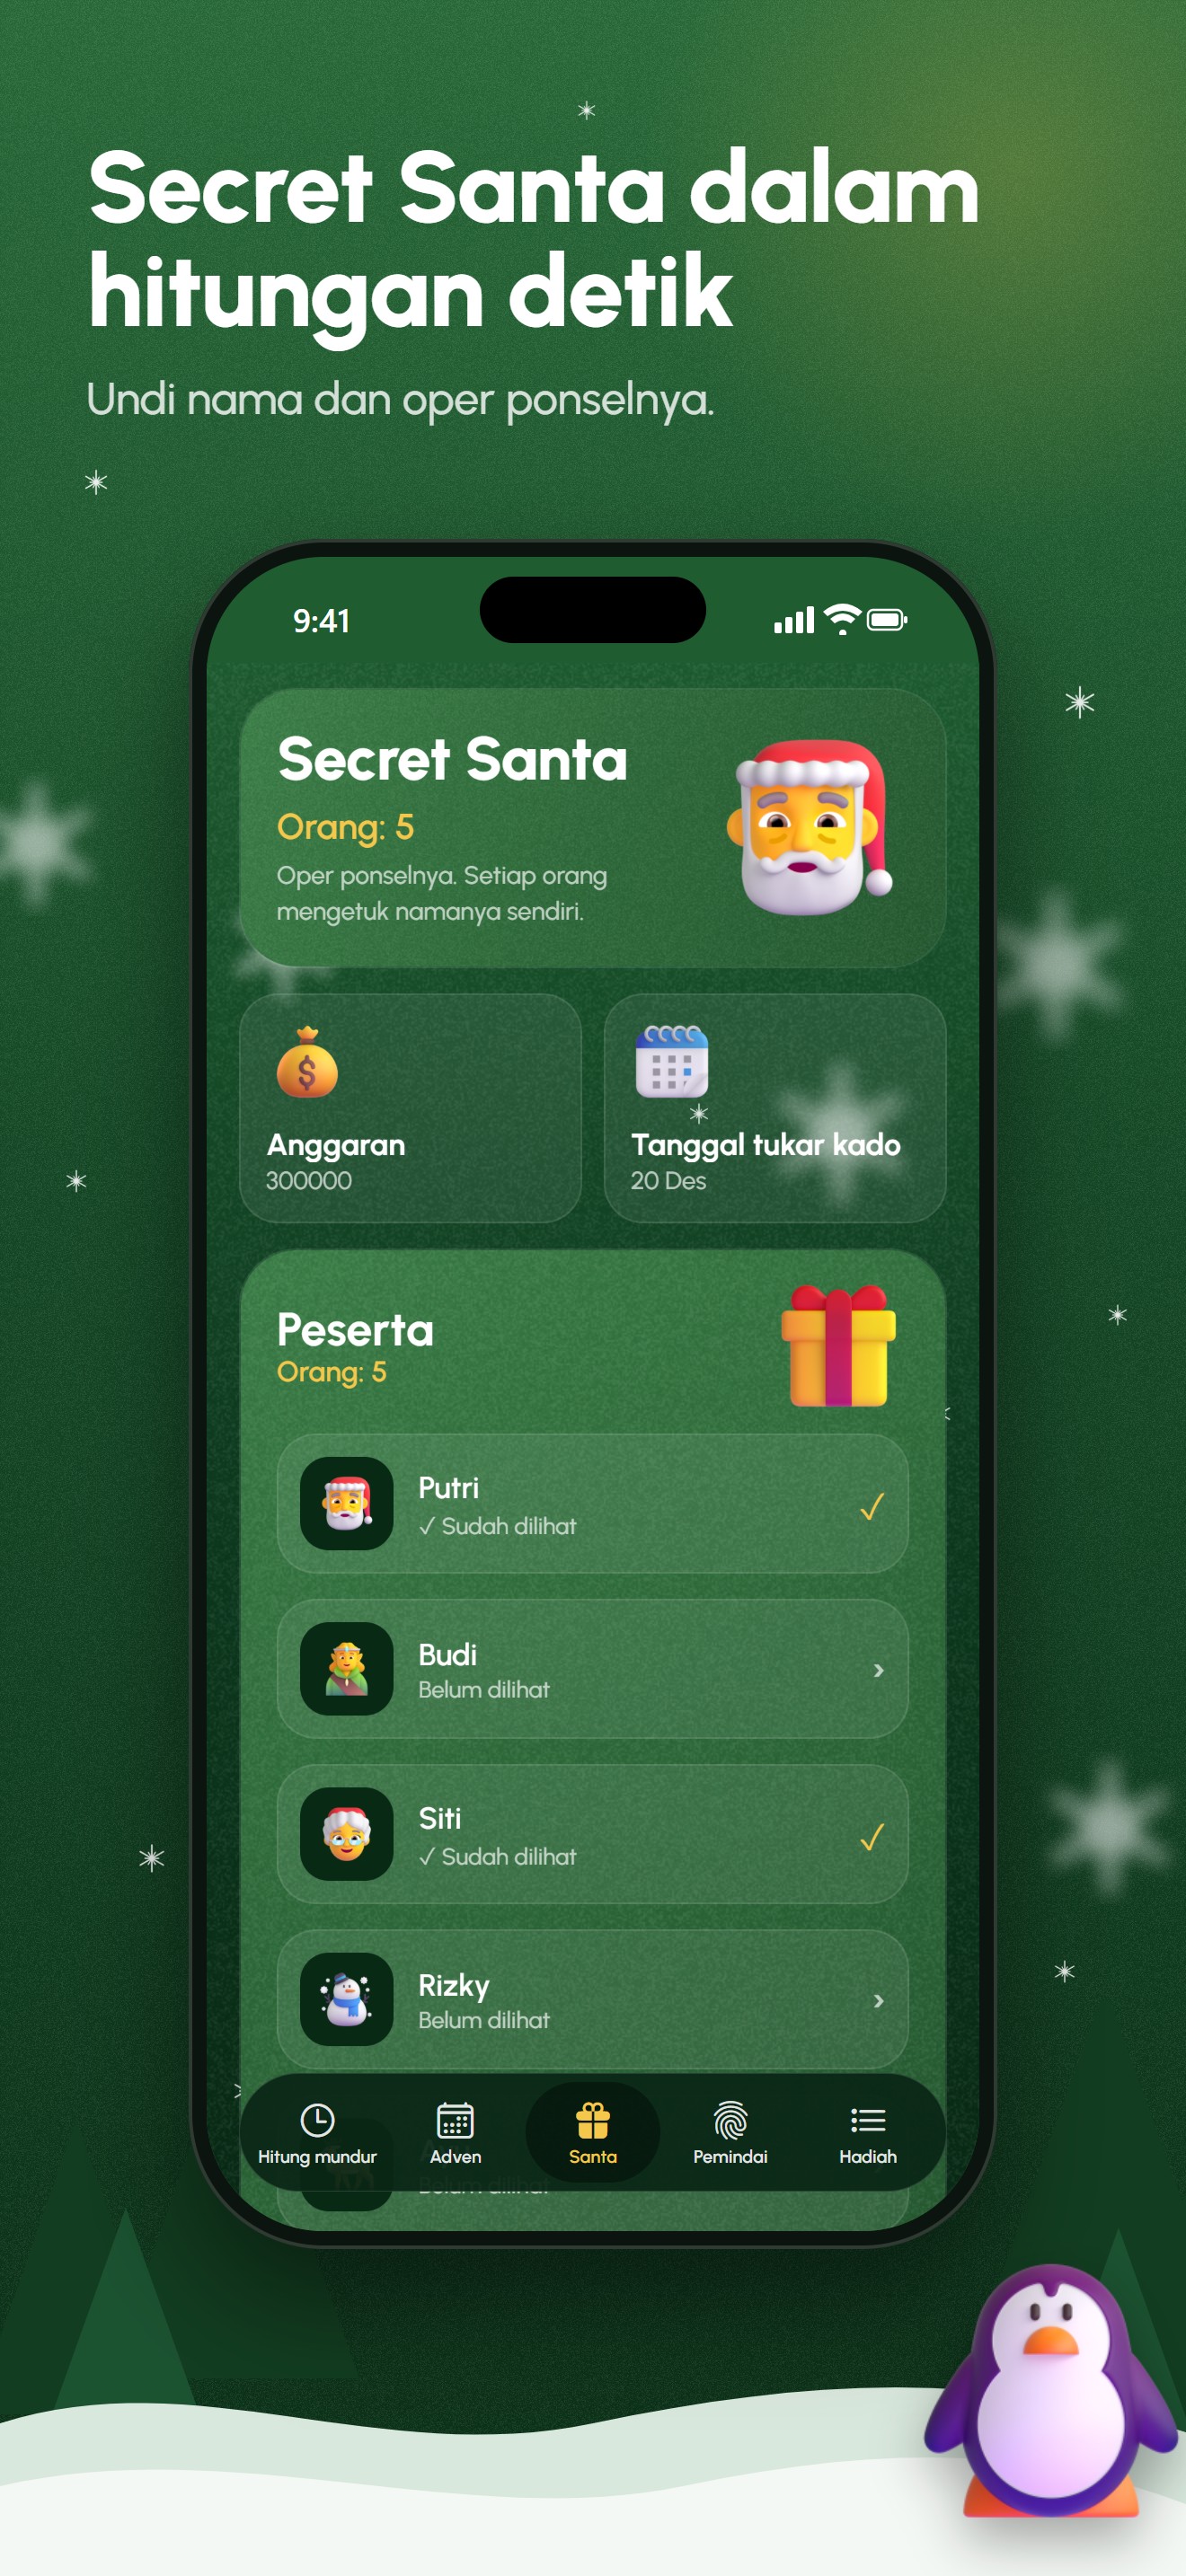 Secret Santa dalam
hitungan detik
Undi nama dan oper ponselnya.
9:41
Secret Santa
Orang: 5
Oper ponselnya. Setiap orang
mengetuk namanya sendiri.
Anggaran
300000
Tanggal tukar kado
20 Des
Peserta
Orang: 5
Putri
✓ Sudah dilihat
Budi
Belum dilihat
Siti
✓ Sudah dilihat
Rizky
Belum dilihat
Hitung mundur
Adven
Santa
Pemindai
Hadiah